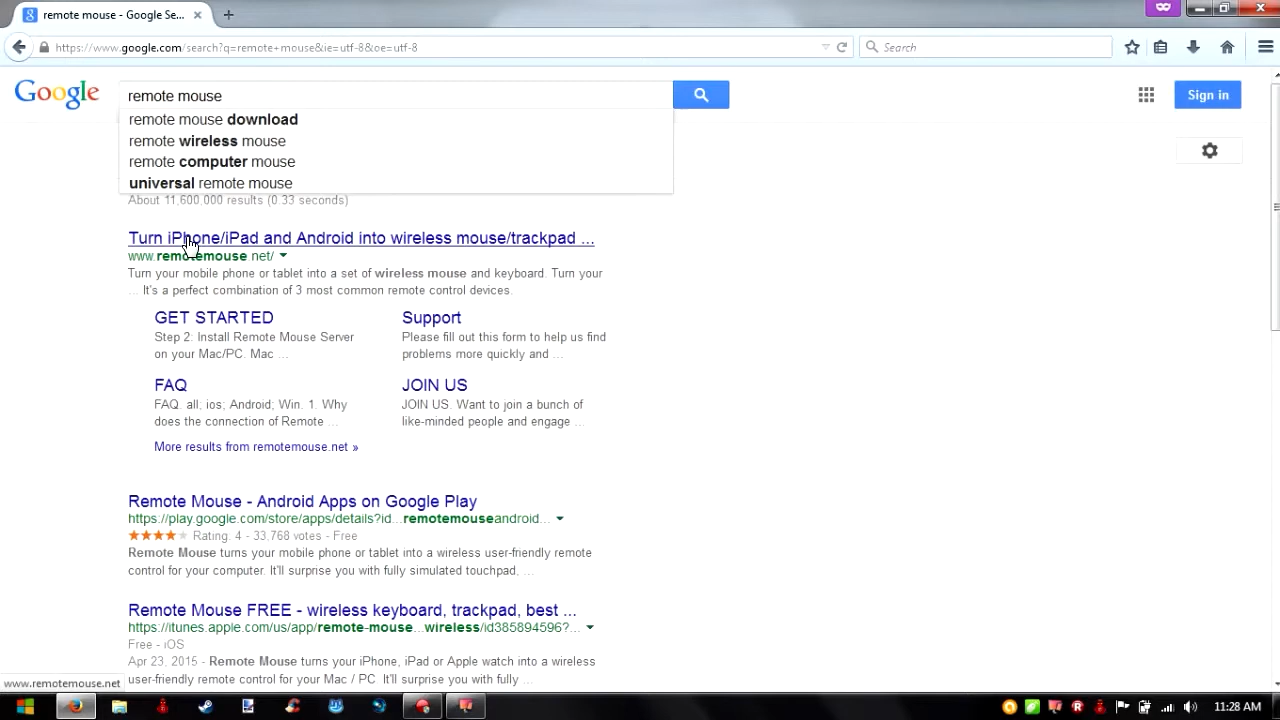 remote mouse - Google Se...
https://www.google.com/search?q=remote+mouse&ie=utf-8&oe=utf-8
Search
Google
remote mouse
Sign in
remote mouse download
remote wireless mouse
remote computer mouse
universal remote mouse
About 11,600,000 results (0.33 seconds)
Turn iPhone/iPad and Android into wireless mouse/trackpad ...
www.remotemouse.net/
Turn your mobile phone or tablet into a set of wireless mouse and keyboard. Turn your
... It's a perfect combination of 3 most common remote control devices.
GET STARTED
Step 2: Install Remote Mouse Server
on your Mac/PC. Mac ...
Support
Please fill out this form to help us find
problems more quickly and ...
FAQ
FAQ. all; ios; Android; Win. 1. Why
does the connection of Remote ...
JOIN US
JOIN US. Want to join a bunch of
like-minded people and engage ...
More results from remotemouse.net »
Remote Mouse - Android Apps on Google Play
https://play.google.com/store/apps/details?id...remotemouseandroid...
Rating: 4 - 33,768 votes - Free
Remote Mouse turns your mobile phone or tablet into a wireless user-friendly remote
control for your computer. It'll surprise you with fully simulated touchpad, ...
Remote Mouse FREE - wireless keyboard, trackpad, best ...
https://itunes.apple.com/us/app/remote-mouse...wireless/id385894596?...
Free - iOS
Apr 23, 2015 - Remote Mouse turns your iPhone, iPad or Apple watch into a wireless
user-friendly remote control for your Mac / PC. It'll surprise you with fully ...
www.remotemouse.net
11:28 AM